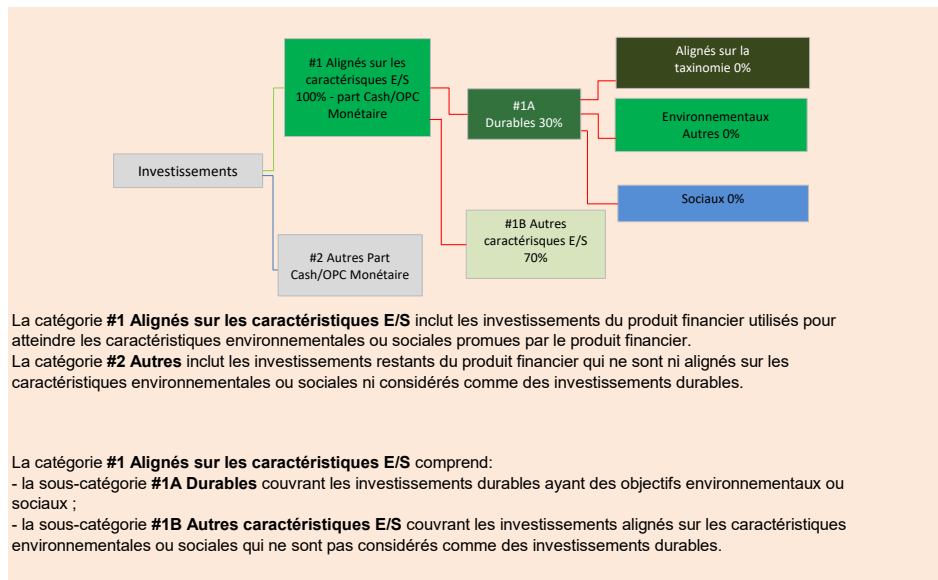 #1 Alignés sur les
caractérisques E/S
100% - part Cash/OPC
Monétaire
Alignés sur la
taxinomie 0%
#1A
Durables 30%
Environnementaux
Autres 0%
Investissements
Sociaux 0%
#1B Autres
caractérisques E/S
70%
#2 Autres Part
Cash/OPC Monétaire
La catégorie #1 Alignés sur les caractéristiques E/S inclut les investissements du produit financier utilisés pour
atteindre les caractéristiques environnementales ou sociales promues par le produit financier.
La catégorie #2 Autres inclut les investissements restants du produit financier qui ne sont ni alignés sur les
caractéristiques environnementales ou sociales ni considérés comme des investissements durables.
La catégorie #1 Alignés sur les caractéristiques E/S comprend:
- la sous-catégorie #1A Durables couvrant les investissements durables ayant des objectifs environnementaux ou
sociaux ;
- la sous-catégorie #1B Autres caractéristiques E/S couvrant les investissements alignés sur les caractéristiques
environnementales ou sociales qui ne sont pas considérés comme des investissements durables.